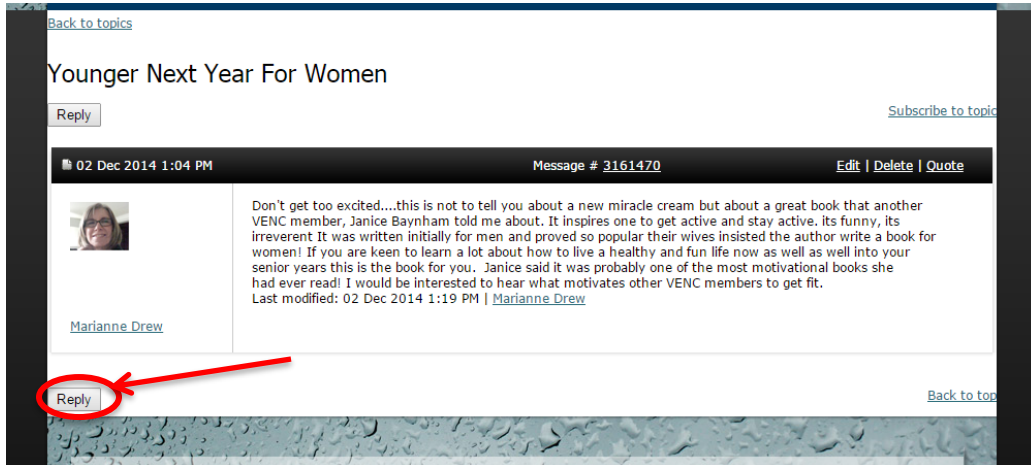 Back to topics
Younger Next Year For Women
Reply
Subscribe to topic
02 Dec 2014 1:04 PM
Message # 3161470
Edit | Delete | Quote
Don't get too excited....this is not to tell you about a new miracle cream but about a great book that another
VENC member, Janice Baynham told me about. It inspires one to get active and stay active. its funny, its
irreverent It was written initially for men and proved so popular their wives insisted the author write a book for
women! If you are keen to learn a lot about how to live a healthy and fun life now as well as well into your
senior years this is the book for you.  Janice said it was probably one of the most motivational books she
had ever read! I would be interested to hear what motivates other VENC members to get fit.
Last modified: 02 Dec 2014 1:19 PM | Marianne Drew
Marianne Drew
Reply
Back to top